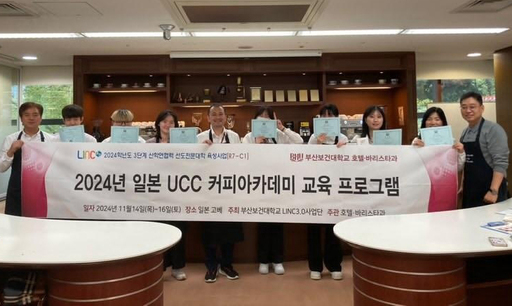 LINC 3.0 2024학년도 3단계 산학연협력 선도전문대학 육성사업[R7-C1] 부산보건대학교 호텔·바리스타과
2024년 일본 UCC 커피아카데미 교육 프로그램
일자 2024년 11월14일(목)~16일(토) 장소 일본 고베 주최 부산보건대학교 LINC3.0사업단 주관 호텔·바리스타과